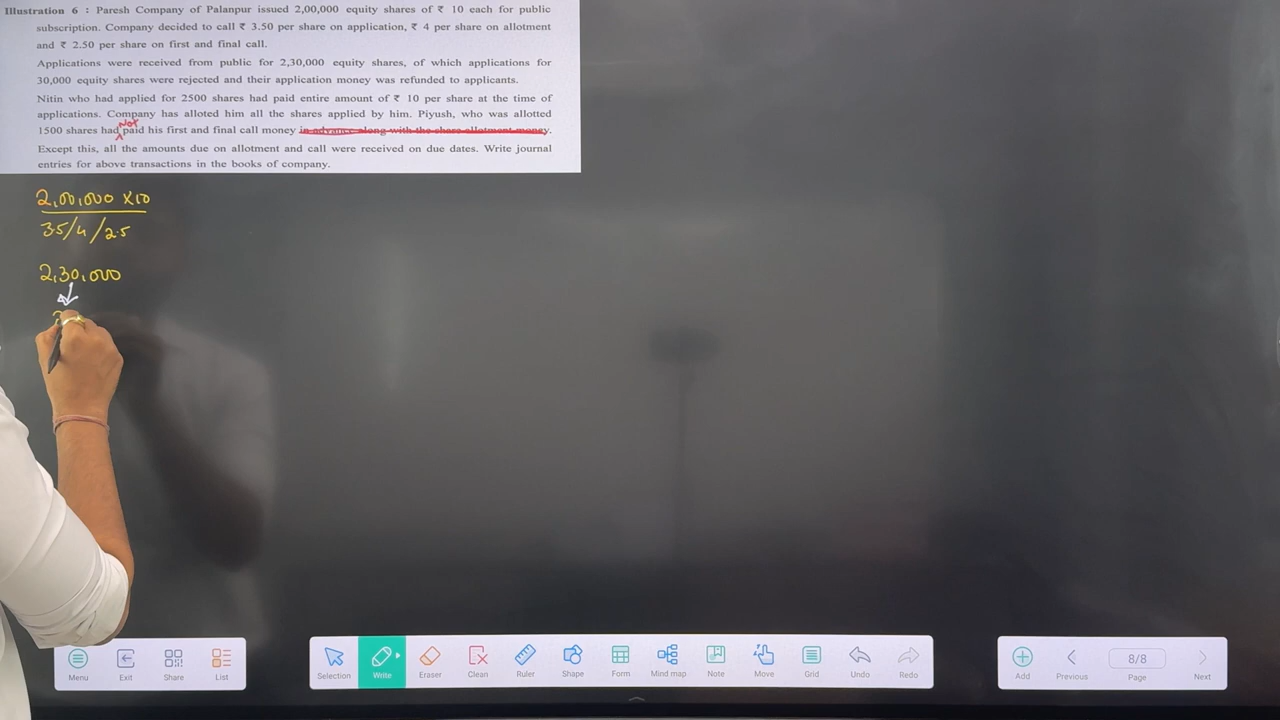 Illustration 6 : Paresh Company of Palanpur issued 2,00,000 equity shares of ₹ 10 each for public
subscription. Company decided to call ₹ 3.50 per share on application, ₹ 4 per share on allotment
and ₹ 2.50 per share on first and final call.
Applications were received from public for 2,30,000 equity shares, of which applications for
30,000 equity shares were rejected and their application money was refunded to applicants.
Nitin who had applied for 2500 shares had paid entire amount of ₹ 10 per share at the time of
applications. Company has alloted him all the shares applied by him. Piyush, who was allotted
Not
1500 shares had paid his first and final call money in advance along with the share allotment money.
Except this, all the amounts due on allotment and call were received on due dates. Write journal
entries for above transactions in the books of company.
2,00,000 x10
35/4/2.5
2,30,000
Menu Exit Share List
Selection Write Eraser Clean Ruler Shape Form Mind map Note Move Grid Undo Redo
Add Previous 8/8 Page Next